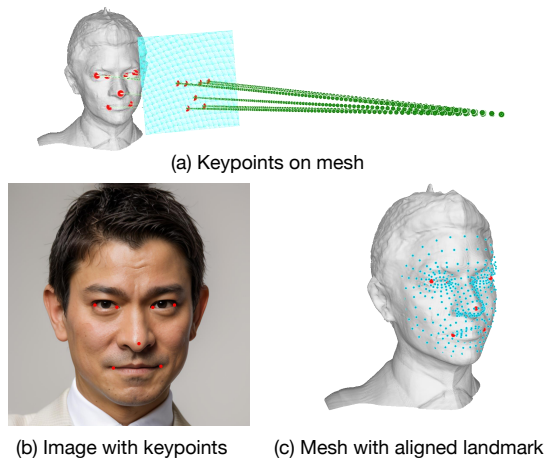 (a) Keypoints on mesh
(b) Image with keypoints
(c) Mesh with aligned landmark